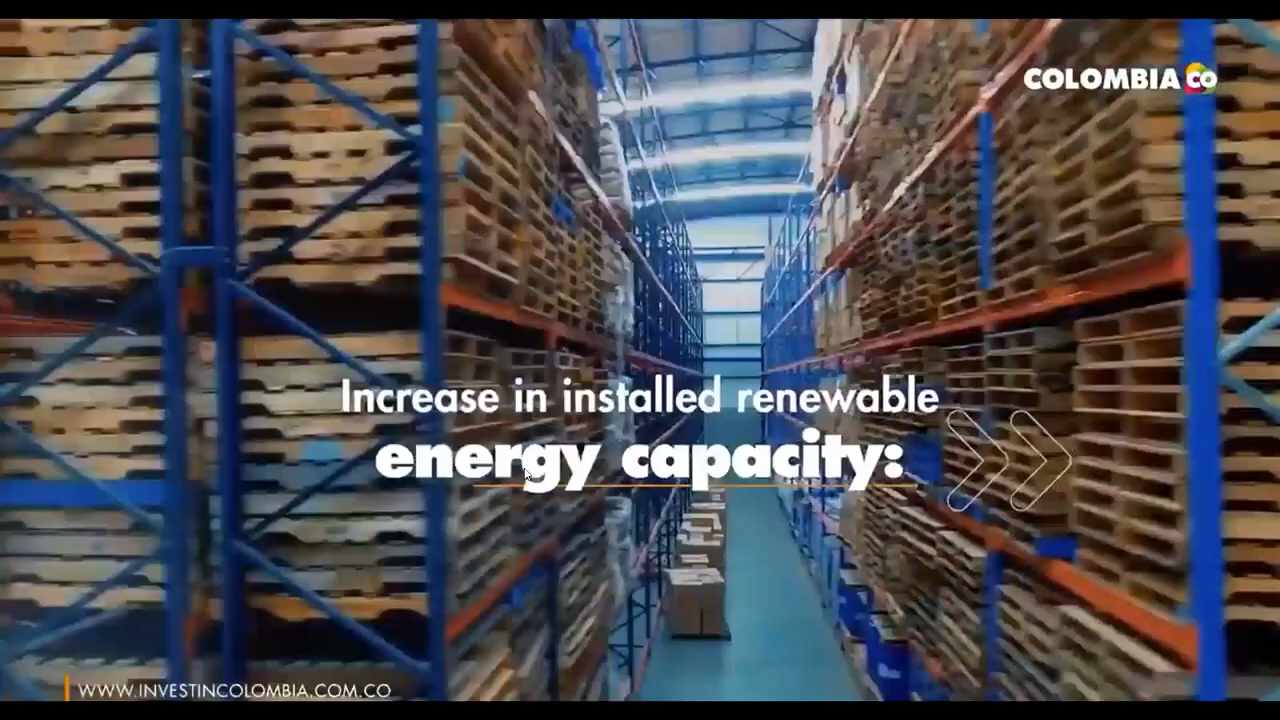 COLOMBIA CO
Increase in installed renewable
energy capacity:
WWW.INVESTINCOLOMBIA.COM.CO